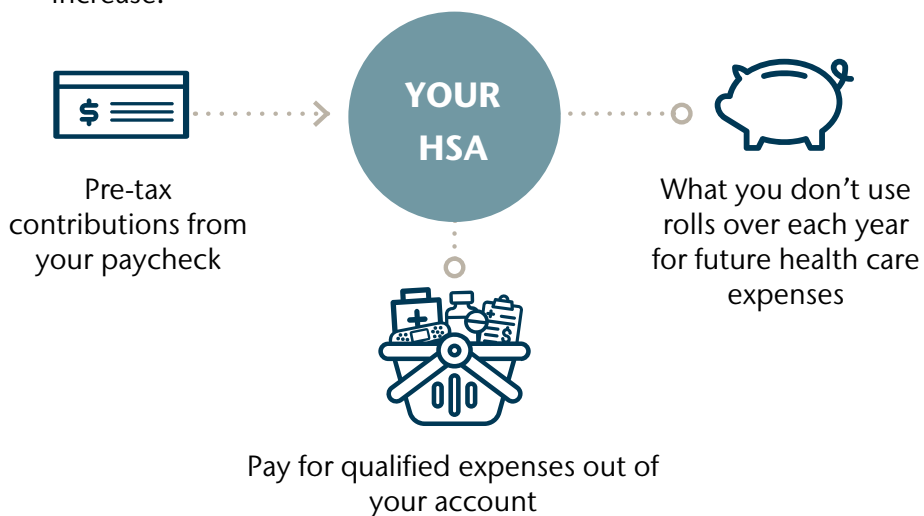 increase.
$
YOUR
HSA
Pre-tax
contributions from
your paycheck
What you don’t use
rolls over each year
for future health care
expenses
$
Pay for qualified expenses out of
your account